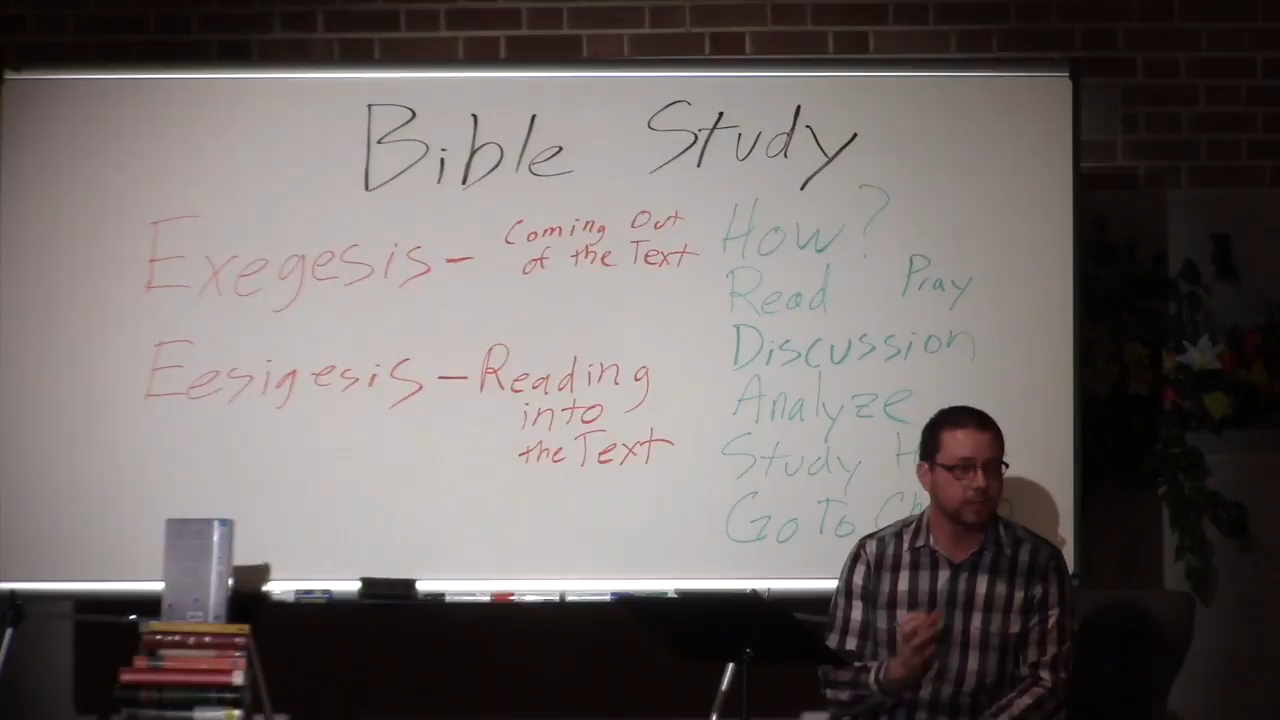 Bible Study
Exegesis - Coming Out
of the Text
Eesigesis - Reading
into
the Text
How?
Read Pray
Discussion
Analyze
Study
Go To